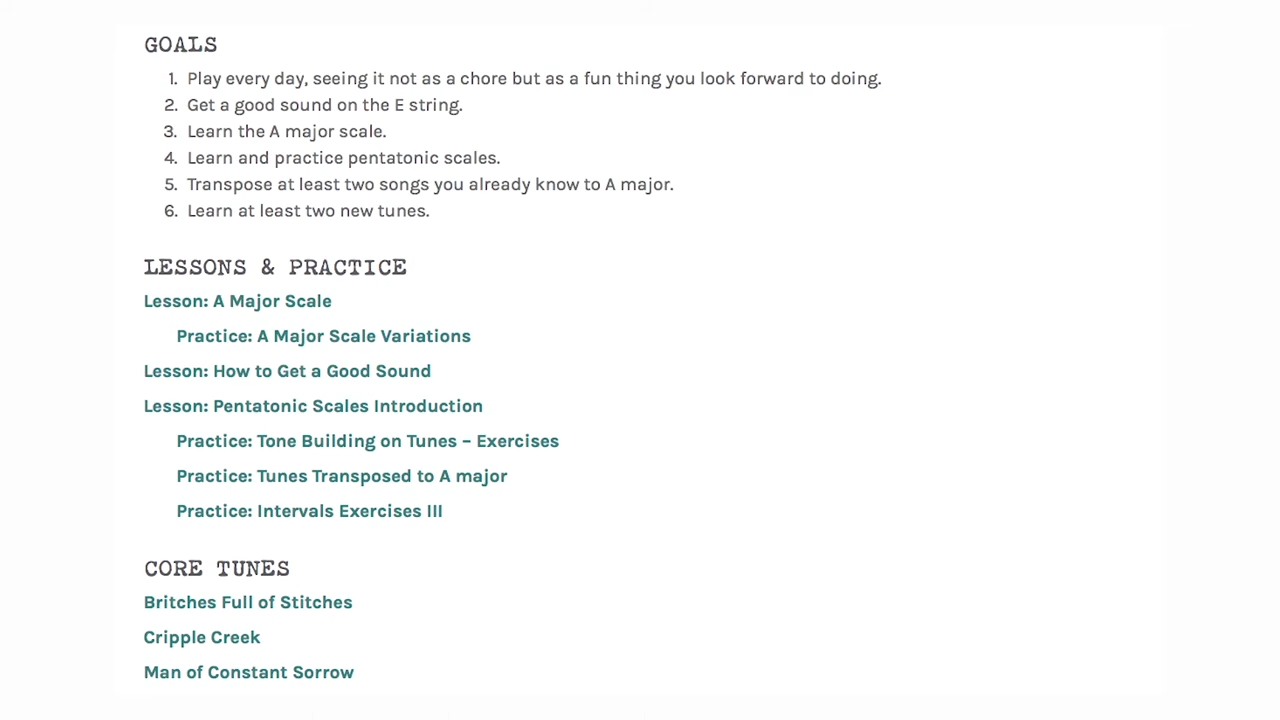 GOALS
1. Play every day, seeing it not as a chore but as a fun thing you look forward to doing.
2. Get a good sound on the E string.
3. Learn the A major scale.
4. Learn and practice pentatonic scales.
5. Transpose at least two songs you already know to A major.
6. Learn at least two new tunes.
LESSONS & PRACTICE
Lesson: A Major Scale
Practice: A Major Scale Variations
Lesson: How to Get a Good Sound
Lesson: Pentatonic Scales Introduction
Practice: Tone Building on Tunes – Exercises
Practice: Tunes Transposed to A major
Practice: Intervals Exercises III
CORE TUNES
Britches Full of Stitches
Cripple Creek
Man of Constant Sorrow